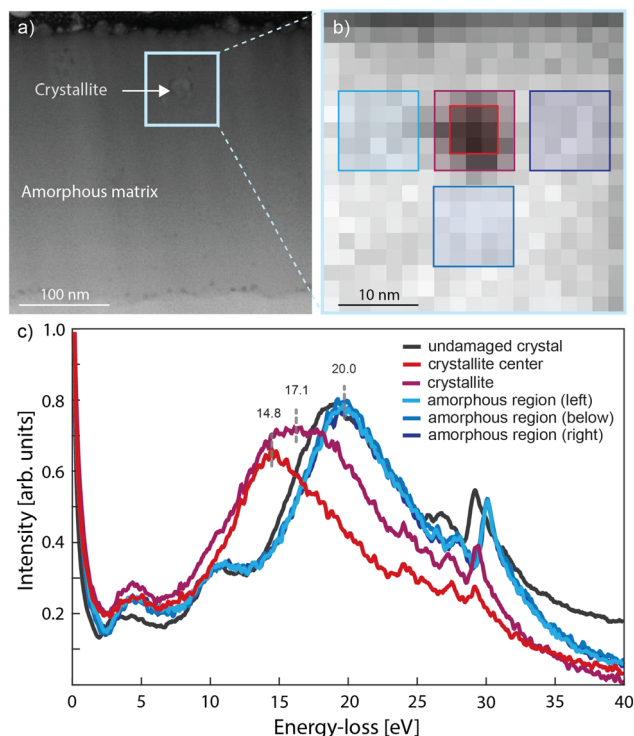 a)
Crystallite
Amorphous matrix
100 nm
b)
10 nm
c)
1.0
0.8
0.6
0.4
0.2
Intensity [arb. units]
14.8
17.1
20.0
undamaged crystal
crystallite center
crystallite
amorphous region (left)
amorphous region (below)
amorphous region (right)
0 5 10 15 20 25 30 35 40
Energy-loss [eV]